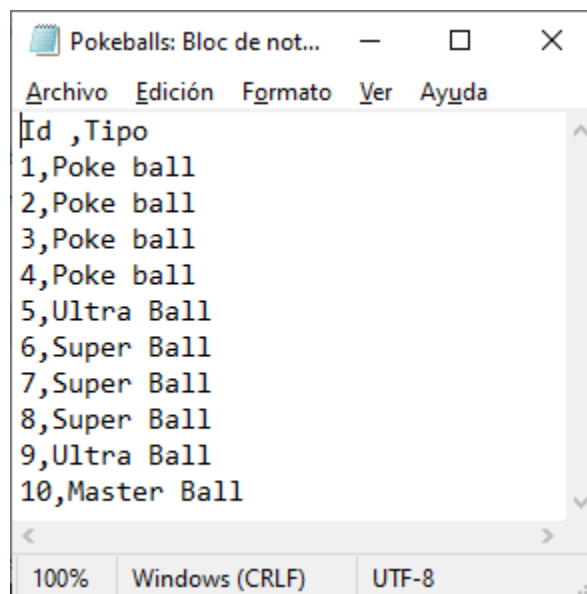 Pokeballs: Bloc de not...
Archivo Edición Formato Ver Ayuda
Id ,Tipo
1,Poke ball
2,Poke ball
3,Poke ball
4,Poke ball
5,Ultra Ball
6,Super Ball
7,Super Ball
8,Super Ball
9,Ultra Ball
10,Master Ball
100% Windows (CRLF) UTF-8